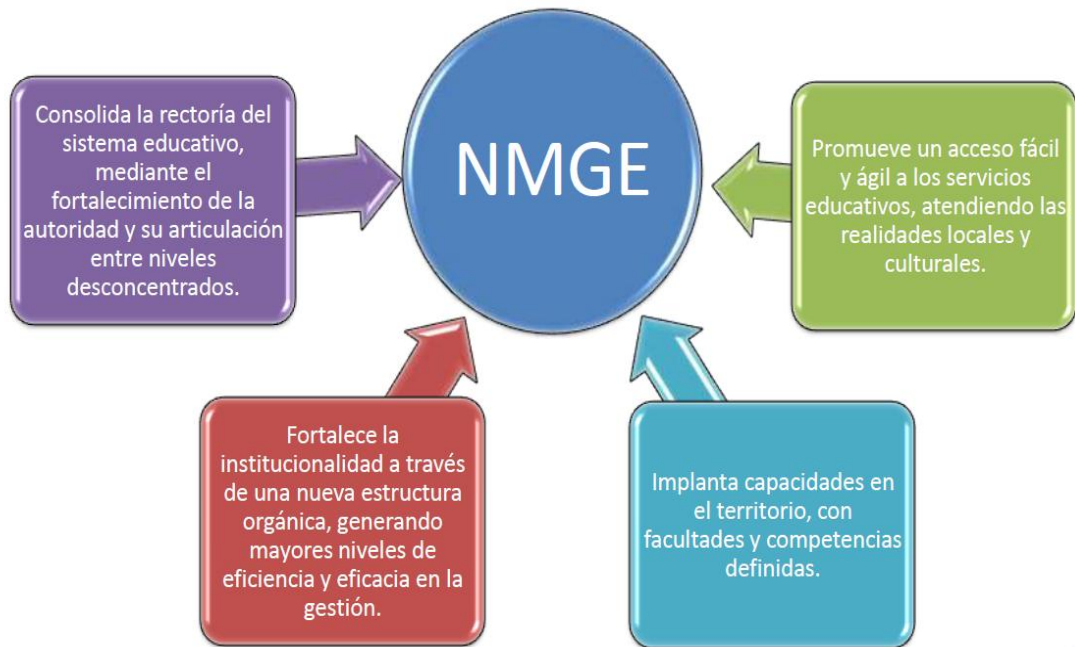 NMGE
Consolida la rectoría del
sistema educativo,
mediante el
fortalecimiento de la
autoridad y su articulación
entre niveles
desconcentrados.
Promueve un acceso fácil
y ágil a los servicios
educativos, atendiendo las
realidades locales y
culturales.
Fortalece la
institucionalidad a través
de una nueva estructura
orgánica, generando
mayores niveles de
eficiencia y eficacia en la
gestión.
Implanta capacidades en
el territorio, con
facultades y competencias
definidas.